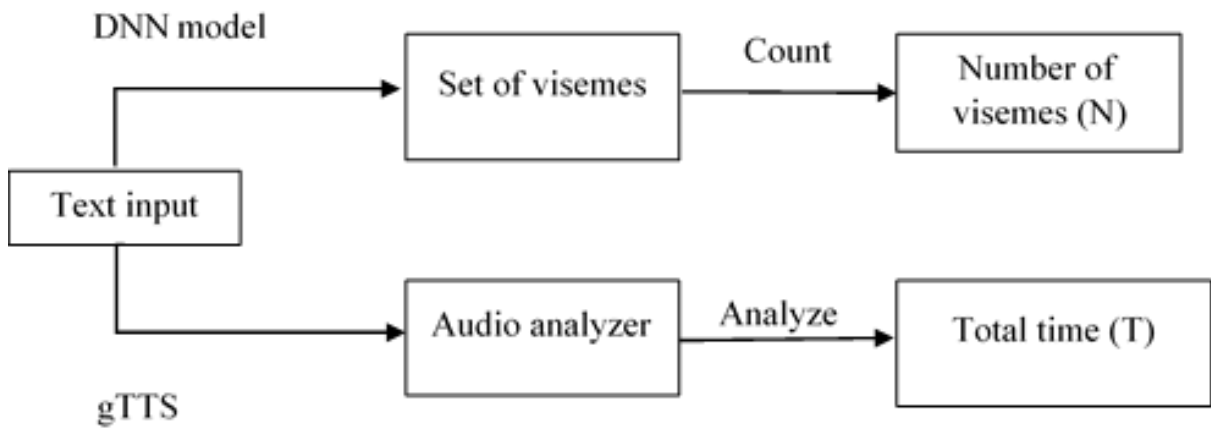 DNN model
Set of visemes
Count
Number of
visemes (N)
Text input
Audio analyzer
Analyze
Total time (T)
gTTS